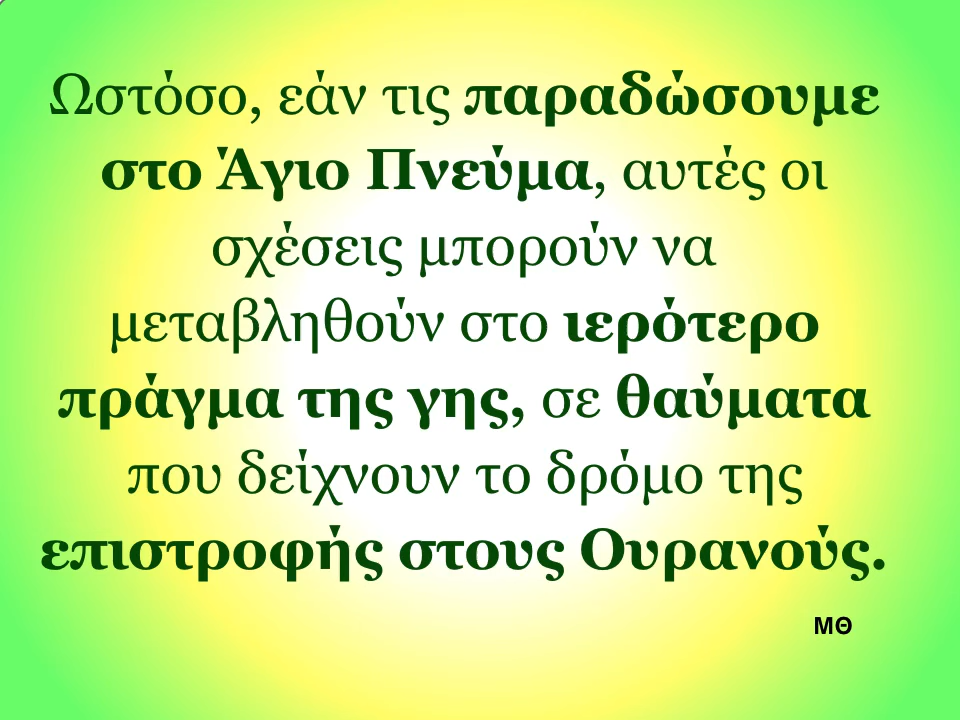 Ωστόσο, εάν τις παραδώσουμε
στο Άγιο Πνεύμα, αυτές οι
σχέσεις μπορούν να
μεταβληθούν στο ιερότερο
πράγμα της γης, σε θαύματα
που δείχνουν το δρόμο της
επιστροφής στους Ουρανούς.
ΜΘ